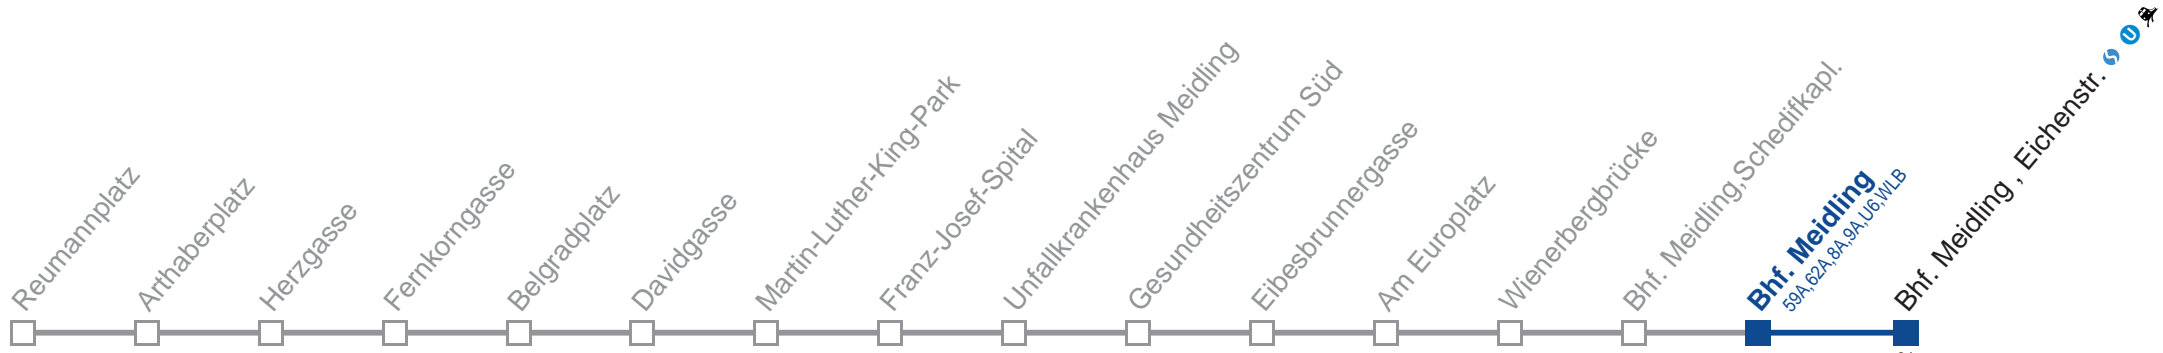 Reumannplatz
Arthaberplatz
Herzgasse
Fernkorngasse
Belgradplatz
Davidgasse
Martin-Luther-King-Park
Franz-Josef-Spital
Unfallkrankenhaus Meidling
Gesundheitszentrum Süd
Eibesbrunnergasse
Am Europlatz
Wienerbergbrücke
Bhf. Meidling,Schedifkapl.
Bhf. Meidling
59A,62A,8A,9A,U6,WLB
Bhf. Meidling , Eichenstr. S U